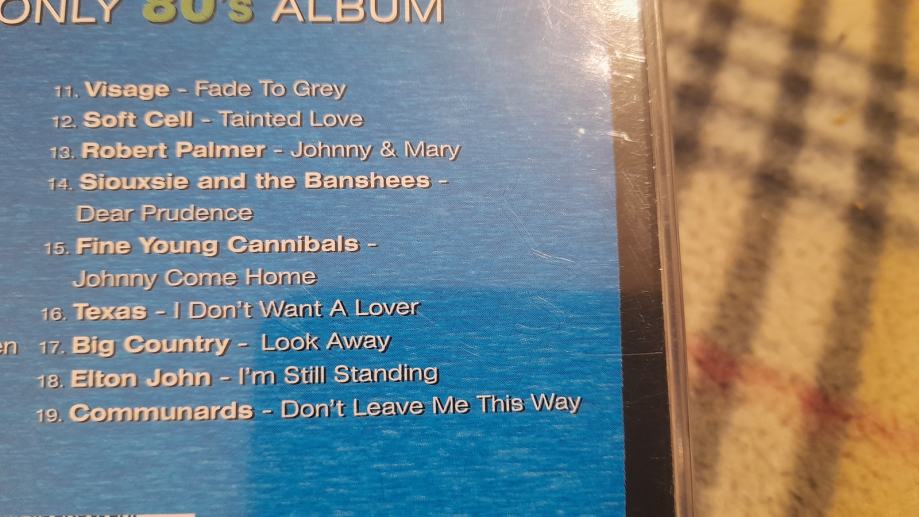 ONLY 80's ALBUM
11. Visage - Fade To Grey
12. Soft Cell - Tainted Love
13. Robert Palmer - Johnny & Mary
14. Siouxsie and the Banshees -
Dear Prudence
15. Fine Young Cannibals -
Johnny Come Home
16. Texas - I Don't Want A Lover
17. Big Country - Look Away
18. Elton John - I'm Still Standing
19. Communards - Don't Leave Me This Way